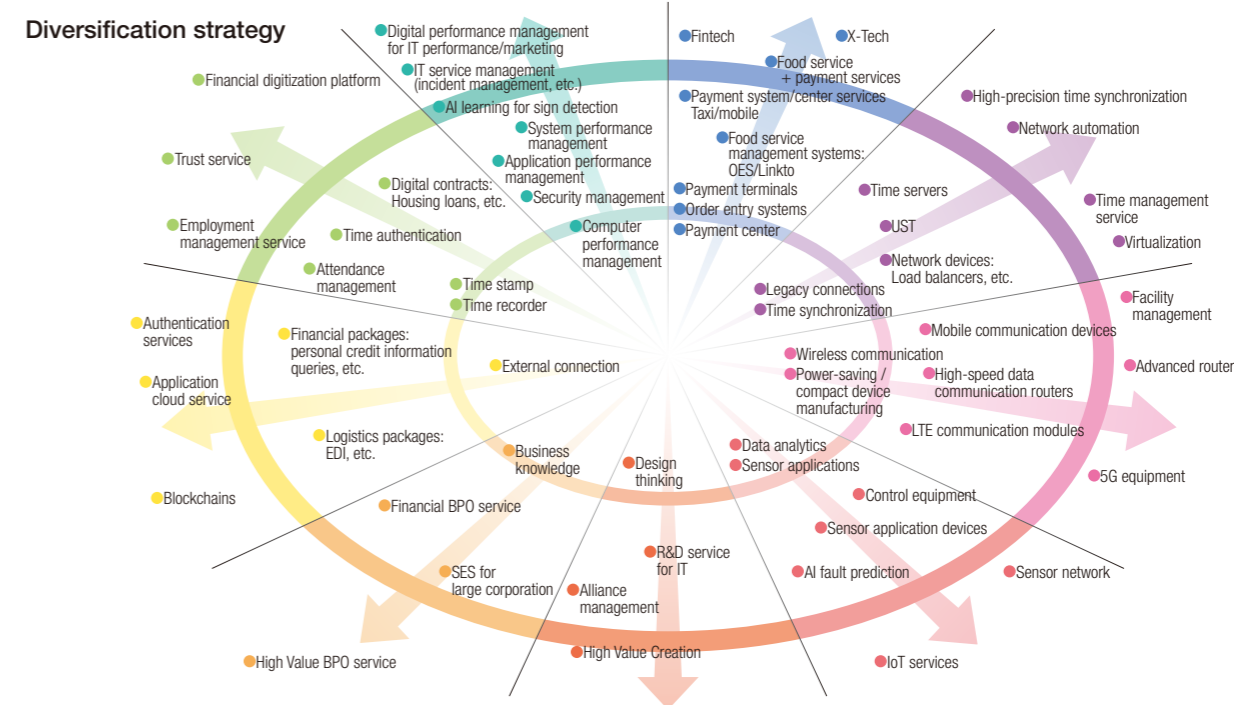 Diversification strategy
Digital performance management
for IT performance/marketing
IT service management
(incident management, etc.)
AI learning for sign detection
System performance
management
Application performance
management
Security management
Computer
performance
management
Fintech
X-Tech
Food service
+ payment services
Payment system/center services
Taxi/mobile
Food service
management systems:
OES/Linkto
Payment terminals
Order entry systems
Payment center
High-precision time synchronization
Network automation
Time servers
Time management
service
UST
Virtualization
Network devices:
Load balancers, etc.
Legacy connections
Time synchronization
Facility
management
Mobile communication devices
Wireless communication
Power-saving /
compact device
manufacturing
High-speed data
communication routers
Advanced router
LTE communication modules
5G equipment
Data analytics
Sensor applications
Control equipment
Sensor application devices
AI fault prediction
Sensor network
IoT services
Design
thinking
R&D service
for IT
Alliance
management
High Value Creation
Business
knowledge
Financial BPO service
SES for
large corporation
High Value BPO service
External connection
Financial packages:
personal credit information
queries, etc.
Logistics packages:
EDI, etc.
Authentication
services
Application
cloud service
Blockchains
Financial digitization platform
Trust service
Digital contracts:
Housing loans, etc.
Employment
management service
Time authentication
Attendance
management
Time stamp
Time recorder